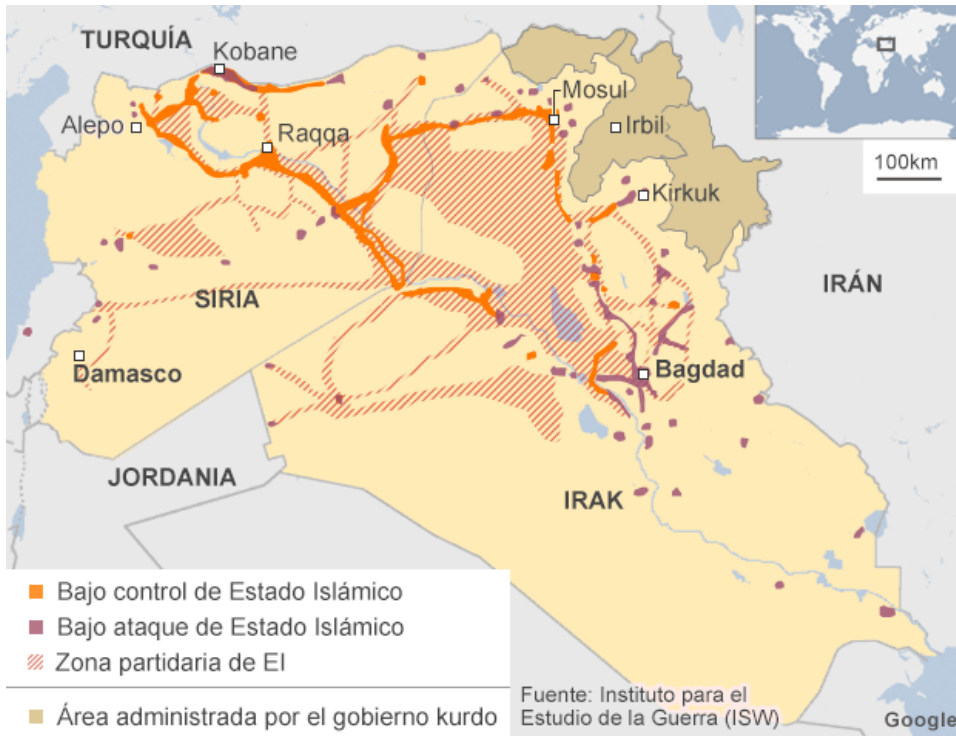 TURQUÍA
Kobane
Mosul
Alepo
Raqqa
Irbil
100km
Kirkuk
SIRIA
IRÁN
Damasco
Bagdad
JORDANIA
IRAK
Bajo control de Estado Islámico
Bajo ataque de Estado Islámico
Zona partidaria de EI
Área administrada por el gobierno kurdo
Fuente: Instituto para el
Estudio de la Guerra (ISW)
Google